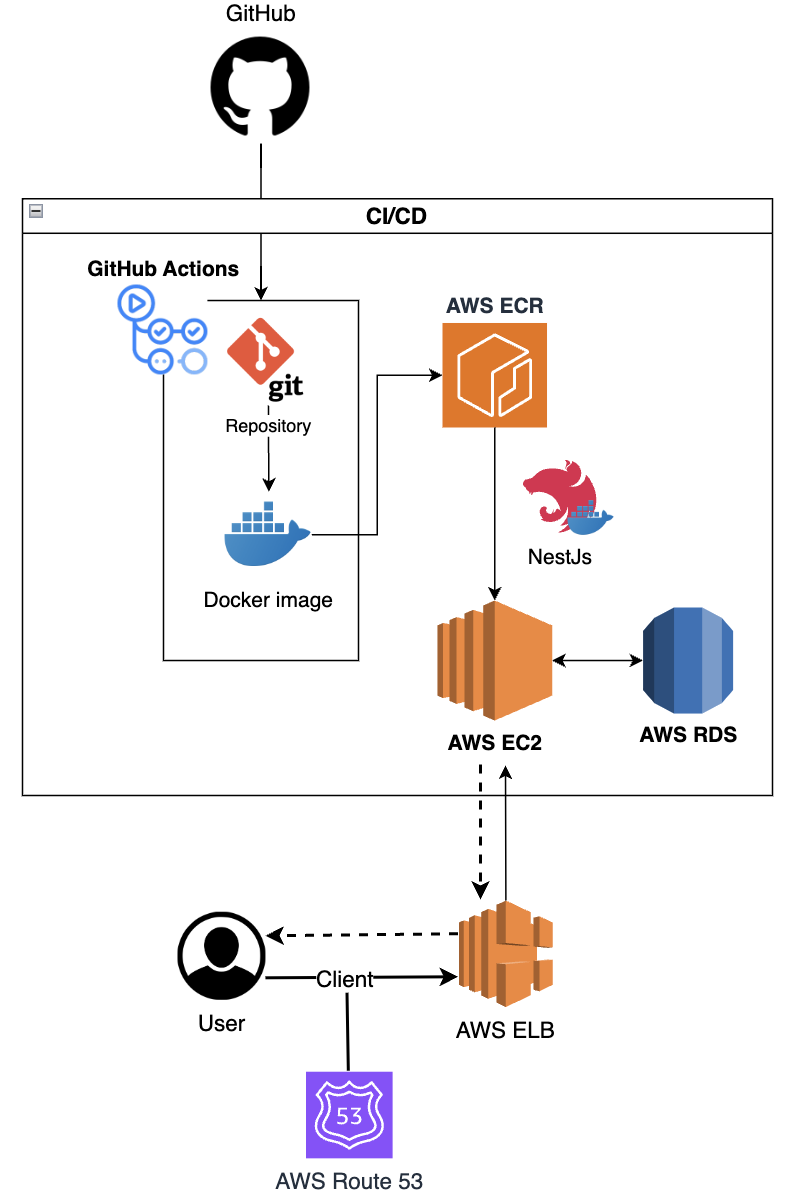 GitHub
CI/CD
GitHub Actions
AWS ECR
git
Repository
NestJs
Docker image
AWS EC2
AWS RDS
Client
User
AWS ELB
53
AWS Route 53